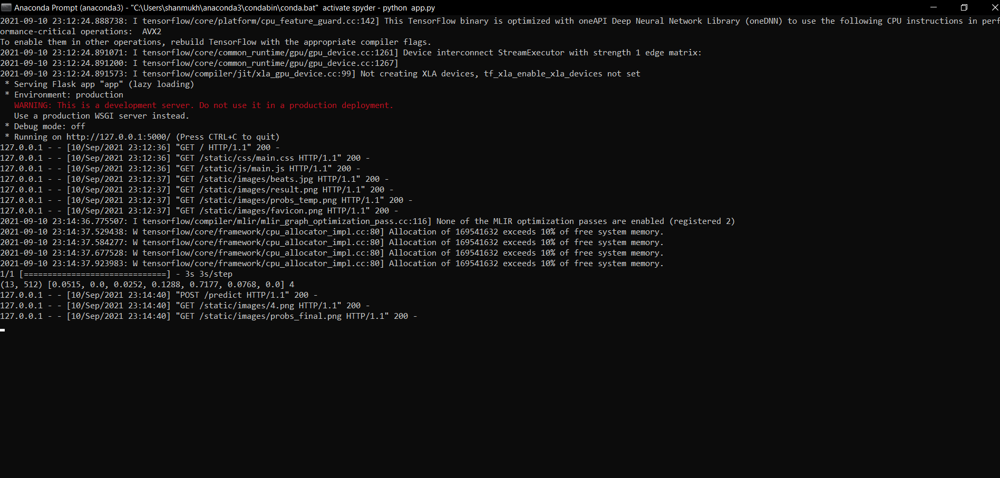 Anaconda Prompt (anaconda3) - "C:\Users\shanmukh\anaconda3\condabin\conda.bat"  activate spyder - python  app.py
2021-09-10 23:12:24.888738: I tensorflow/core/platform/cpu_feature_guard.cc:142] This TensorFlow binary is optimized with oneAPI Deep Neural Network Library (oneDNN) to use the following CPU instructions in perf
ormance-critical operations:  AVX2
To enable them in other operations, rebuild TensorFlow with the appropriate compiler flags.
2021-09-10 23:12:24.891071: I tensorflow/core/common_runtime/gpu/gpu_device.cc:1261] Device interconnect StreamExecutor with strength 1 edge matrix:
2021-09-10 23:12:24.891200: I tensorflow/core/common_runtime/gpu/gpu_device.cc:1267]
2021-09-10 23:12:24.891573: I tensorflow/compiler/jit/xla_gpu_device.cc:99] Not creating XLA devices, tf_xla_enable_xla_devices not set
 * Serving Flask app "app" (lazy loading)
 * Environment: production
   WARNING: This is a development server. Do not use it in a production deployment.
   Use a production WSGI server instead.
 * Debug mode: off
 * Running on http://127.0.0.1:5000/ (Press CTRL+C to quit)
127.0.0.1 - - [10/Sep/2021 23:12:36] "GET / HTTP/1.1" 200 -
127.0.0.1 - - [10/Sep/2021 23:12:36] "GET /static/css/main.css HTTP/1.1" 200 -
127.0.0.1 - - [10/Sep/2021 23:12:36] "GET /static/js/main.js HTTP/1.1" 200 -
127.0.0.1 - - [10/Sep/2021 23:12:37] "GET /static/images/beats.jpg HTTP/1.1" 200 -
127.0.0.1 - - [10/Sep/2021 23:12:37] "GET /static/images/result.png HTTP/1.1" 200 -
127.0.0.1 - - [10/Sep/2021 23:12:37] "GET /static/images/probs_temp.png HTTP/1.1" 200 -
127.0.0.1 - - [10/Sep/2021 23:12:37] "GET /static/images/favicon.png HTTP/1.1" 200 -
2021-09-10 23:14:36.775507: I tensorflow/compiler/mlir/mlir_graph_optimization_pass.cc:116] None of the MLIR optimization passes are enabled (registered 2)
2021-09-10 23:14:37.529438: W tensorflow/core/framework/cpu_allocator_impl.cc:80] Allocation of 169541632 exceeds 10% of free system memory.
2021-09-10 23:14:37.584277: W tensorflow/core/framework/cpu_allocator_impl.cc:80] Allocation of 169541632 exceeds 10% of free system memory.
2021-09-10 23:14:37.677528: W tensorflow/core/framework/cpu_allocator_impl.cc:80] Allocation of 169541632 exceeds 10% of free system memory.
2021-09-10 23:14:37.923983: W tensorflow/core/framework/cpu_allocator_impl.cc:80] Allocation of 169541632 exceeds 10% of free system memory.
1/1 [==============================] - 3s 3s/step
(13, 512) [0.0515, 0.0, 0.0252, 0.1288, 0.7177, 0.0768, 0.0] 4
127.0.0.1 - - [10/Sep/2021 23:14:40] "POST /predict HTTP/1.1" 200 -
127.0.0.1 - - [10/Sep/2021 23:14:40] "GET /static/images/4.png HTTP/1.1" 200 -
127.0.0.1 - - [10/Sep/2021 23:14:40] "GET /static/images/probs_final.png HTTP/1.1" 200 -